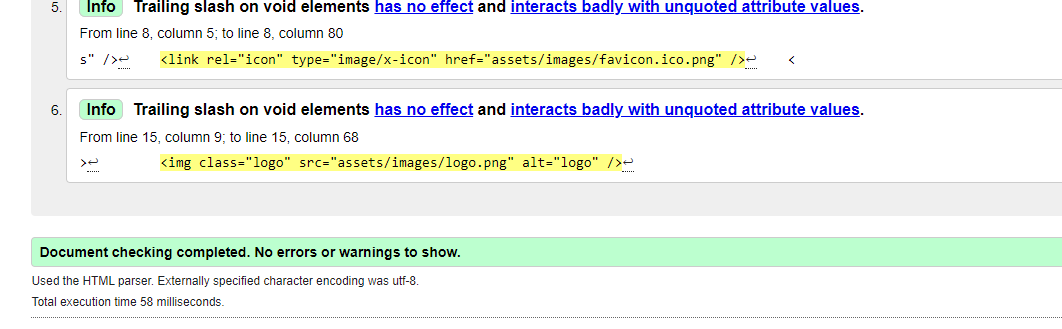 5. Info Trailing slash on void elements has no effect and interacts badly with unquoted attribute values.
From line 8, column 5; to line 8, column 80
s" />↩ <link rel="icon" type="image/x-icon" href="assets/images/favicon.ico.png" />↩ <
6. Info Trailing slash on void elements has no effect and interacts badly with unquoted attribute values.
From line 15, column 9; to line 15, column 68
>↩ <img class="logo" src="assets/images/logo.png" alt="logo" />↩
Document checking completed. No errors or warnings to show.
Used the HTML parser. Externally specified character encoding was utf-8.
Total execution time 58 milliseconds.